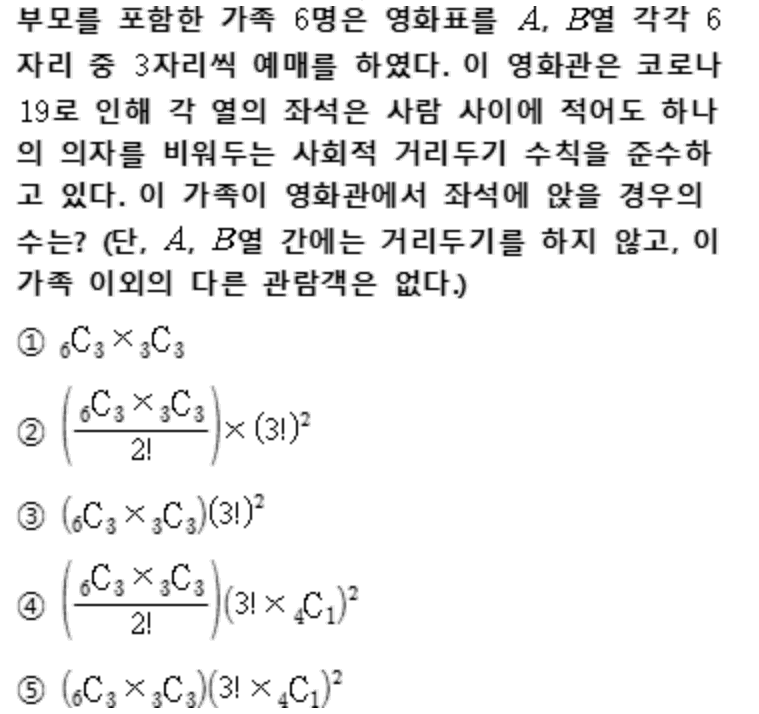 부모를 포함한 가족 6명은 영화표를 A, B열 각각 6
자리 중 3자리씩 예매를 하였다. 이 영화관은 코로나
19로 인해 각 열의 좌석은 사람 사이에 적어도 하나
의 의자를 비워두는 사회적 거리두기 수칙을 준수하
고 있다. 이 가족이 영화관에서 좌석에 앉을 경우의
수는? (단, A, B열 간에는 거리두기를 하지 않고, 이
가족 이외의 다른 관람객은 없다.)
① ₆C₃×₃C₃
② (₆C₃×₃C₃/2!)×(3!)²
③ (₆C₃×₃C₃)(3!)²
④ (₆C₃×₃C₃/2!)(3!×₄C₁)²
⑤ (₆C₃×₃C₃)(3!×₄C₁)²